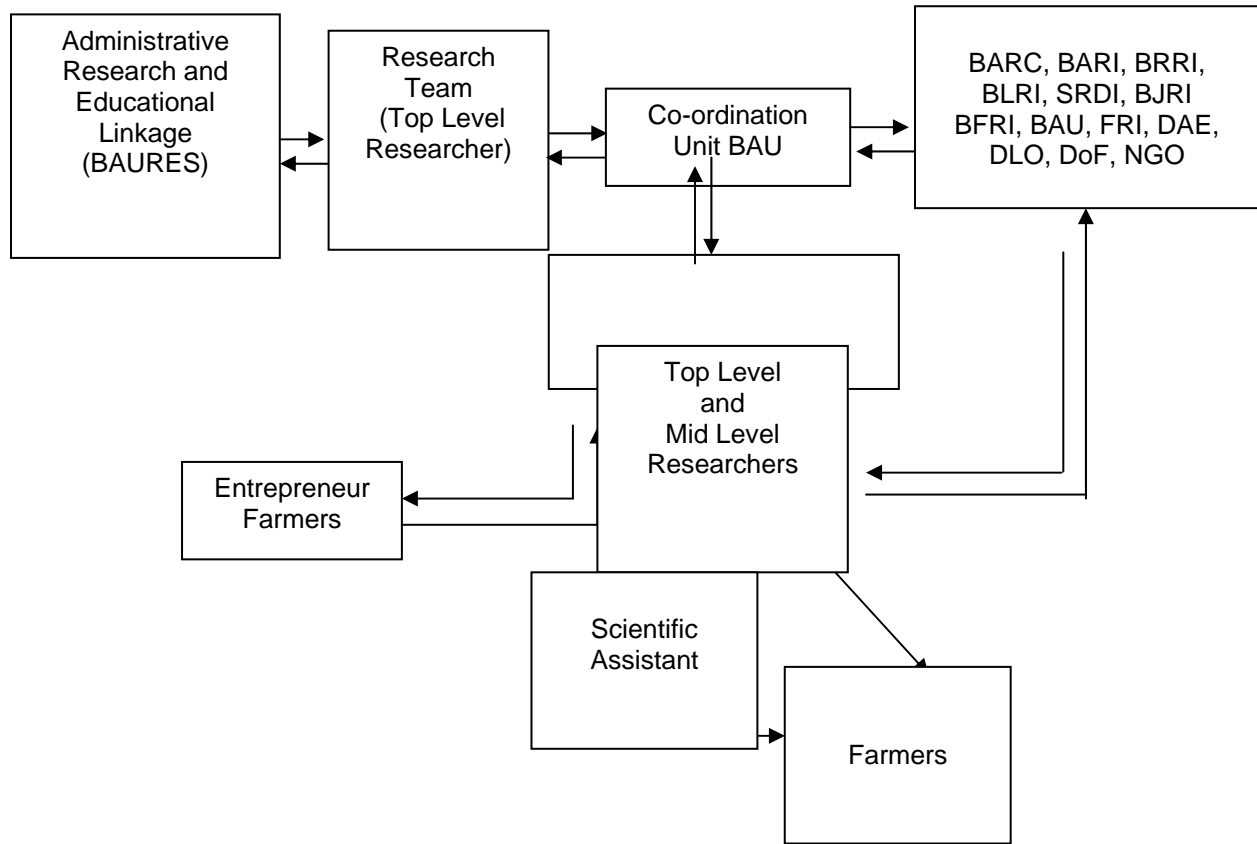 Administrative
Research and
Educational
Linkage
(BAURES)
Research
Team
(Top Level
Researcher)
Co-ordination
Unit BAU
BARC, BARI, BRRI,
BLRI, SRDI, BJRI
BFRI, BAU, FRI, DAE,
DLO, DoF, NGO
Top Level
and
Mid Level
Researchers
Entrepreneur
Farmers
Scientific
Assistant
Farmers